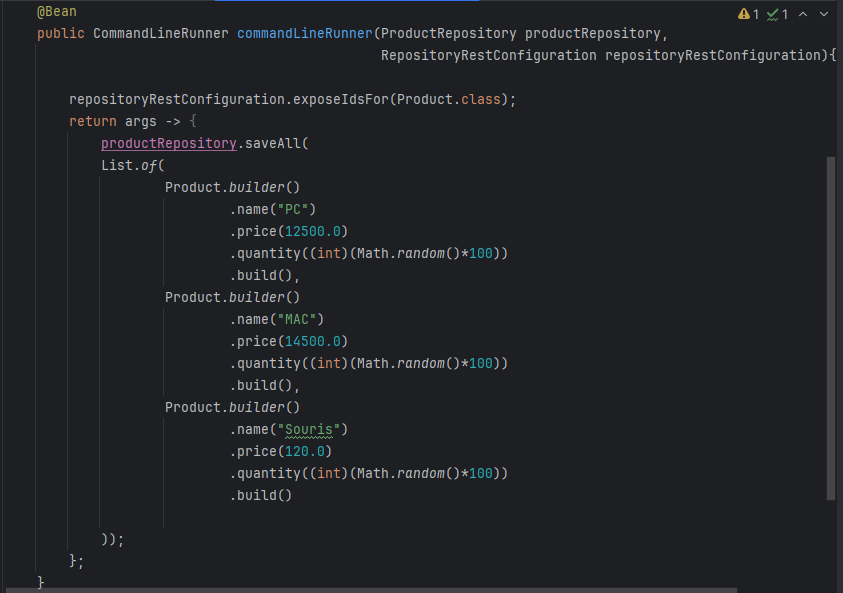 @Bean
1 1
public CommandLineRunner commandLineRunner(ProductRepository productRepository,
RepositoryRestConfiguration repositoryRestConfiguration){
repositoryRestConfiguration.exposeIdsFor(Product.class);
return args -> {
productRepository.saveAll(
List.of(
Product.builder()
.name("PC")
.price(12500.0)
.quantity((int)(Math.random()*100))
.build(),
Product.builder()
.name("MAC")
.price(14500.0)
.quantity((int)(Math.random()*100))
.build(),
Product.builder()
.name("Souris")
.price(120.0)
.quantity((int)(Math.random()*100))
.build()
));
};
}